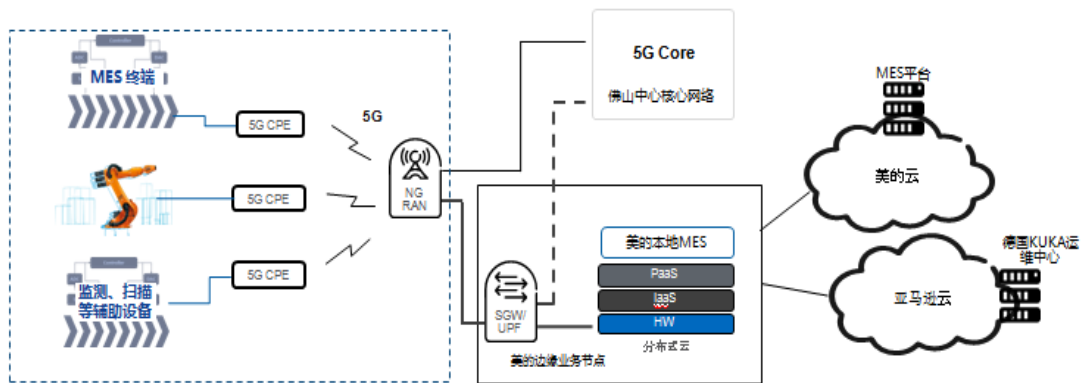 MES 终端
5G CPE
5G
5G CPE
监测、扫描
等辅助设备
5G CPE
NG
RAN
5G Core
佛山中心核心网络
美的本地MES
PaaS
IaaS
HW
分布式云
SGW/
UPF
美的边缘业务节点
MES平台
美的云
德国KUKA运
维中心
亚马逊云